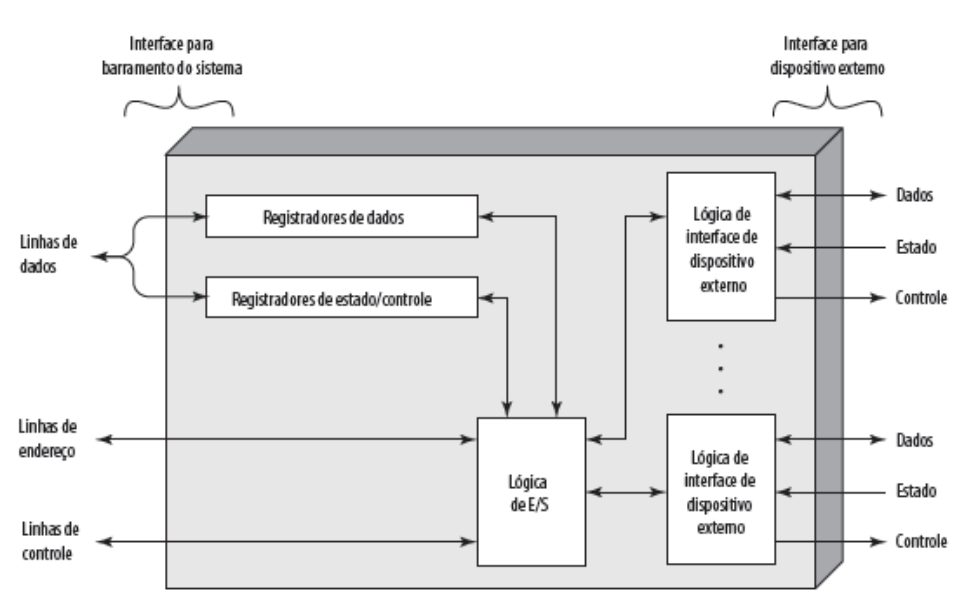 Interface para
barramento do sistema
Interface para
dispositivo externo
Registradores de dados
Linhas de
dados
Registradores de estado/controle
Lógica de
interface de
dispositivo
externo
Dados
Estado
Controle
Linhas de
endereço
Linhas de
controle
Lógica
de E/S
Lógica de
interface de
dispositivo
externo
Dados
Estado
Controle